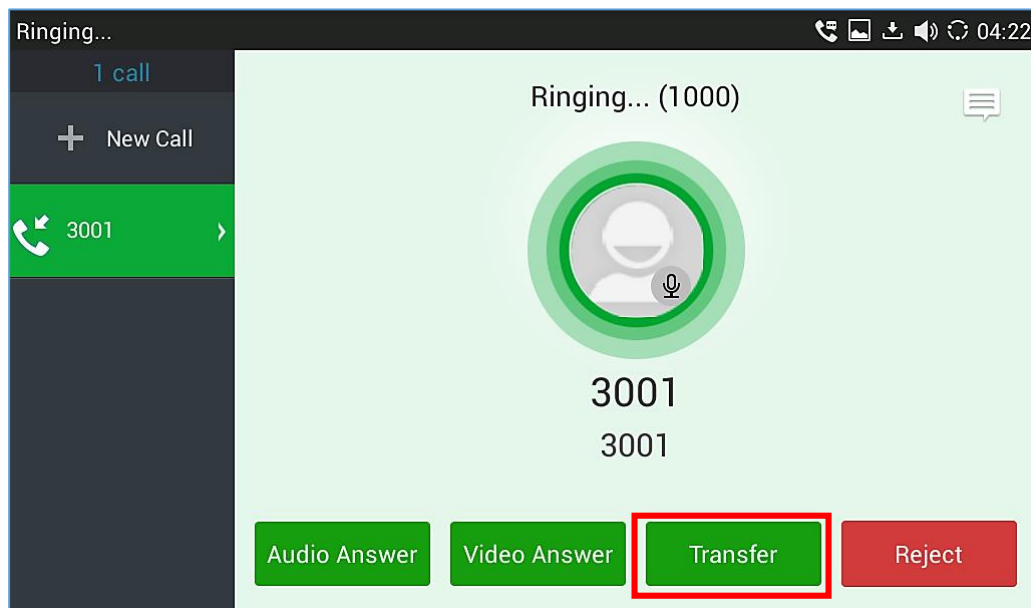 Ringing...
04:22
1 call
New Call
3001
Ringing... (1000)
3001
3001
Audio Answer
Video Answer
Transfer
Reject